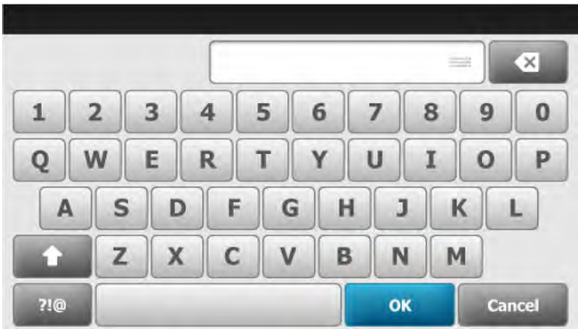 1 2 3 4 5 6 7 8 9 0
Q W E R T Y U I O P
A S D F G H J K L
Z X C V B N M
?!@ OK Cancel